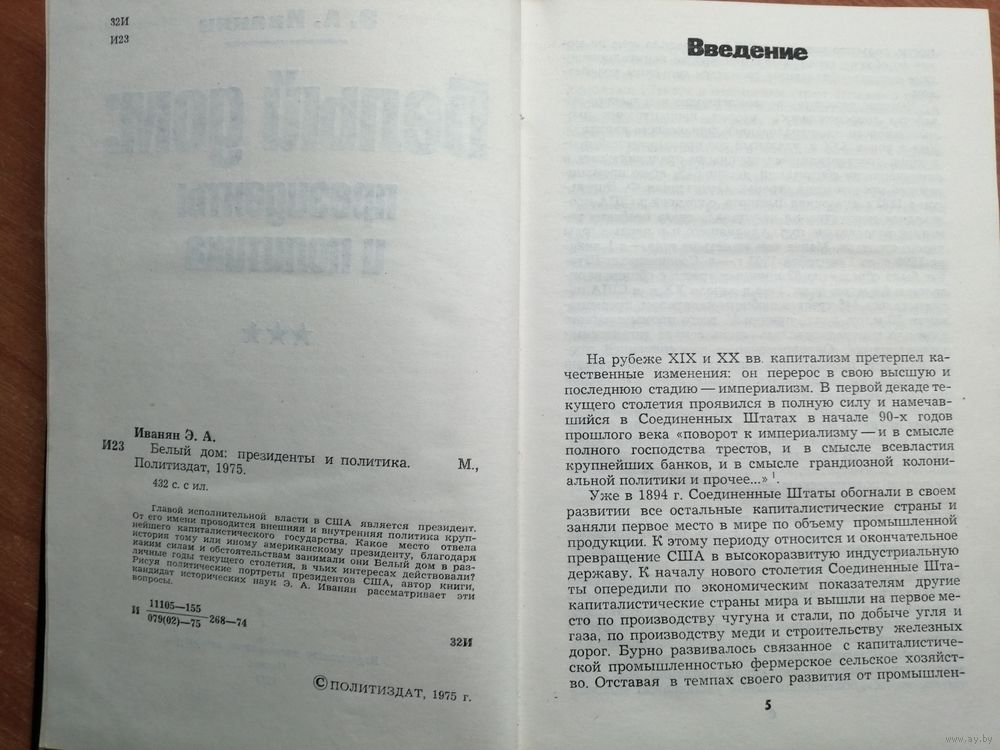 32И
И23
Иванян Э. А.
И23
Белый дом: президенты и политика. М.,
Политиздат, 1975.
432 с. с ил.
Главой исполнительной власти в США является президент.
От его имени проводится внешняя и внутренняя политика круп-
нейшего капиталистического государства. Какое место отвела
история тому или иному американскому президенту, благодаря
каким силам и обстоятельствам занимали они Белый дом в раз-
личные годы текущего столетия, в чьих интересах действовали?
Рисуя политические портреты президентов США, автор книги,
кандидат исторических наук Э. А. Иванян рассматривает эти
вопросы.
И 11105—155
079(02)—75 268—74
32И
© ПОЛИТИЗДАТ, 1975 г.
Введение
На рубеже XIX и XX вв. капитализм претерпел ка-
чественные изменения: он перерос в свою высшую и
последнюю стадию — империализм. В первой декаде те-
кущего столетия проявился в полную силу и намечав-
шийся в Соединенных Штатах в начале 90-х годов
прошлого века «поворот к империализму — и в смысле
полного господства трестов, и в смысле всевластия
крупнейших банков, и в смысле грандиозной колони-
альной политики и прочее...» 1.
Уже в 1894 г. Соединенные Штаты обогнали в своем
развитии все остальные капиталистические страны и
заняли первое место в мире по объему промышленной
продукции. К этому периоду относится и окончательное
превращение США в высокоразвитую индустриальную
державу. К началу нового столетия Соединенные Шта-
ты опередили по экономическим показателям другие
капиталистические страны мира и вышли на первое ме-
сто по производству чугуна и стали, по добыче угля и
газа, по производству меди и строительству железных
дорог. Бурно развивалось связанное с капиталистиче-
ской промышленностью фермерское сельское хозяйст-
во. Отставая в темпах своего развития от промышлен-
5
www.ay.by